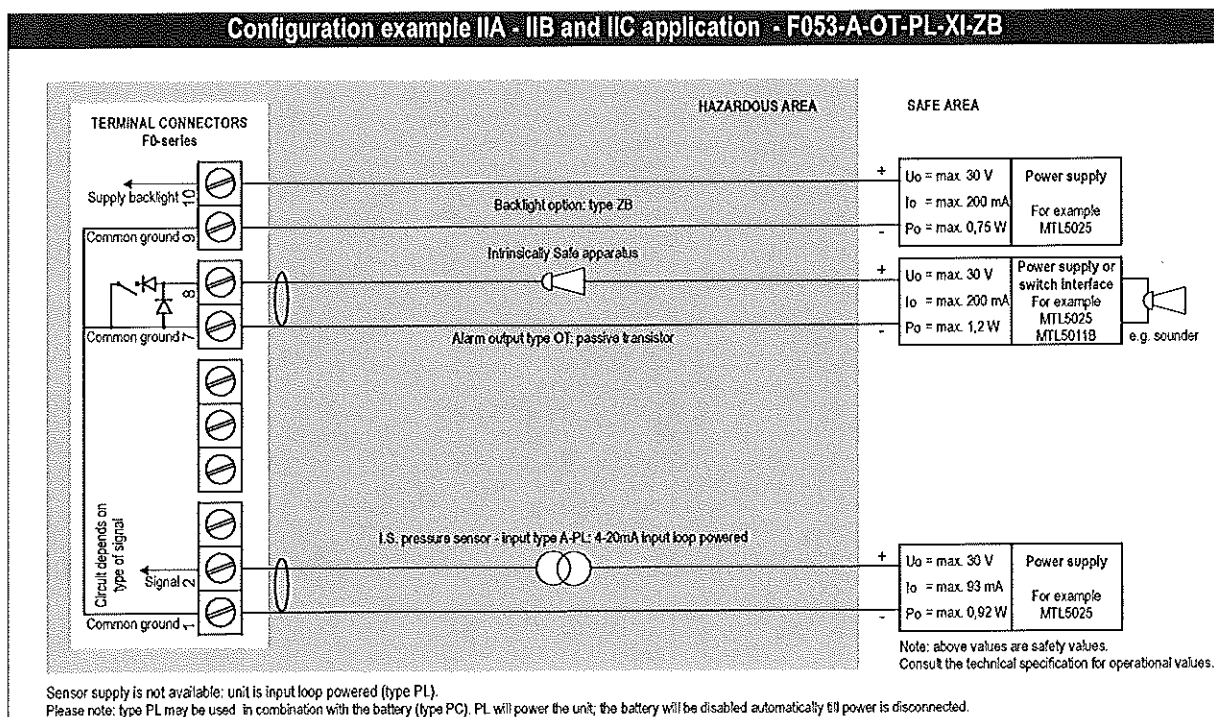 Configuration example IIA - IIB and IIC application - F053-A-OT-PL-XI-ZB
HAZARDOUS AREA
SAFE AREA
TERMINAL CONNECTORS
F0-series
Supply backlight
10
Backlight option: type ZB
Common ground
9
+
-
Uo = max. 30 V
Io = max. 200 mA
Po = max. 0,75 W
Power supply
For example
MTL5025
Intrinsically Safe apparatus
8
Common ground
7
Alarm output type OT: passive transistor
+
-
Uo = max. 30 V
Io = max. 200 mA
Po = max. 1,2 W
Power supply or
switch interface
For example
MTL5025
MTL5011B
e.g. sounder
Circuit depends on
type of signal
I.S. pressure sensor - input type A-PL: 4-20mA input loop powered
Signal
2
Common ground
1
+
-
Uo = max. 30 V
Io = max. 93 mA
Po = max. 0,92 W
Power supply
For example
MTL5025
Note: above values are safety values.
Consult the technical specification for operational values.
Sensor supply is not available: unit is input loop powered (type PL).
Please note: type PL may be used in combination with the battery (type PC). PL will power the unit; the battery will be disabled automatically till power is disconnected.